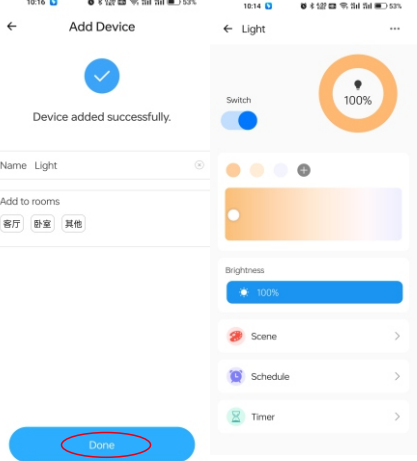 10:16
53%
Add Device
Device added successfully.
Name Light
Add to rooms
客厅 卧室 其他
Done
10:14
53%
Light
Switch
100%
Brightness
100%
Scene
Schedule
Timer